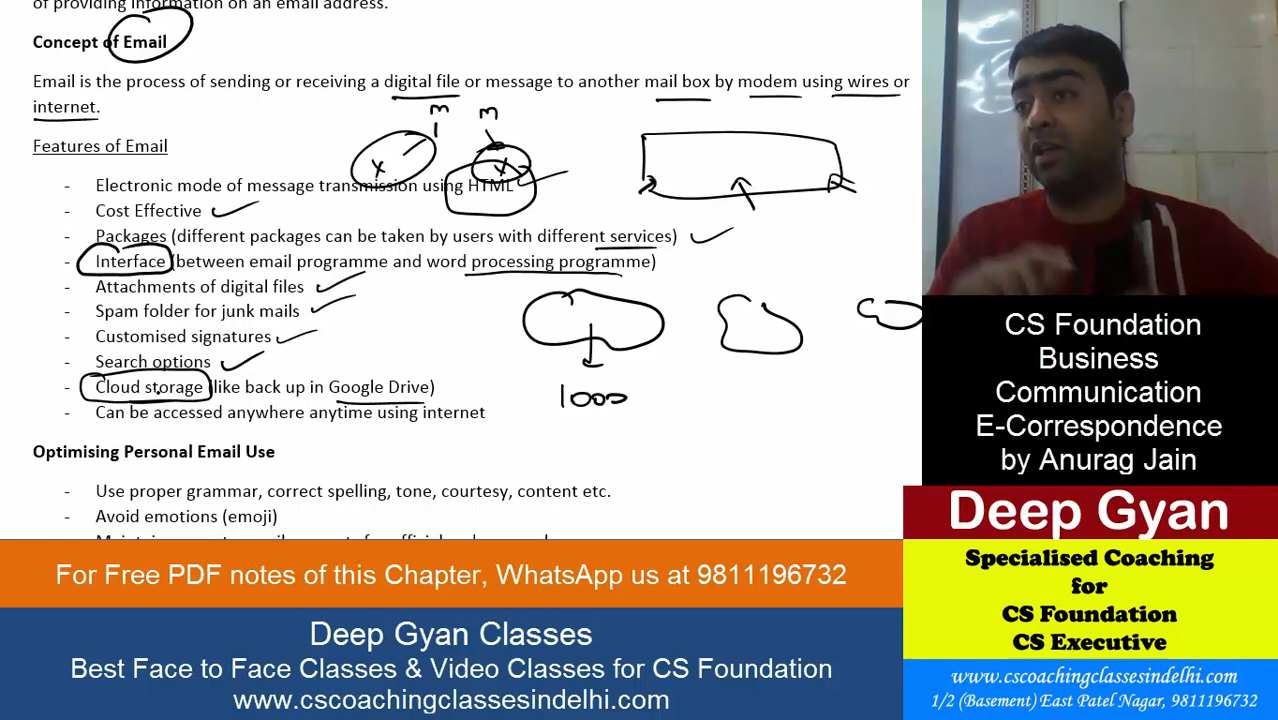 of providing information on an email address.
Concept of Email
Email is the process of sending or receiving a digital file or message to another mail box by modem using wires or
internet.
m m
Features of Email
x x
- Electronic mode of message transmission using HTML
- Cost Effective
- Packages (different packages can be taken by users with different services)
- Interface (between email programme and word processing programme)
- Attachments of digital files
- Spam folder for junk mails
- Customised signatures
- Search options
- Cloud storage (like back up in Google Drive)
1000
- Can be accessed anywhere anytime using internet
Optimising Personal Email Use
- Use proper grammar, correct spelling, tone, courtesy, content etc.
- Avoid emotions (emoji)
CS Foundation
Business
Communication
E-Correspondence
by Anurag Jain
Deep Gyan
Specialised Coaching
for
CS Foundation
CS Executive
www.cscoachingclassesindelhi.com
1/2 (Basement) East Patel Nagar, 9811196732
For Free PDF notes of this Chapter, WhatsApp us at 9811196732
Deep Gyan Classes
Best Face to Face Classes & Video Classes for CS Foundation
www.cscoachingclassesindelhi.com